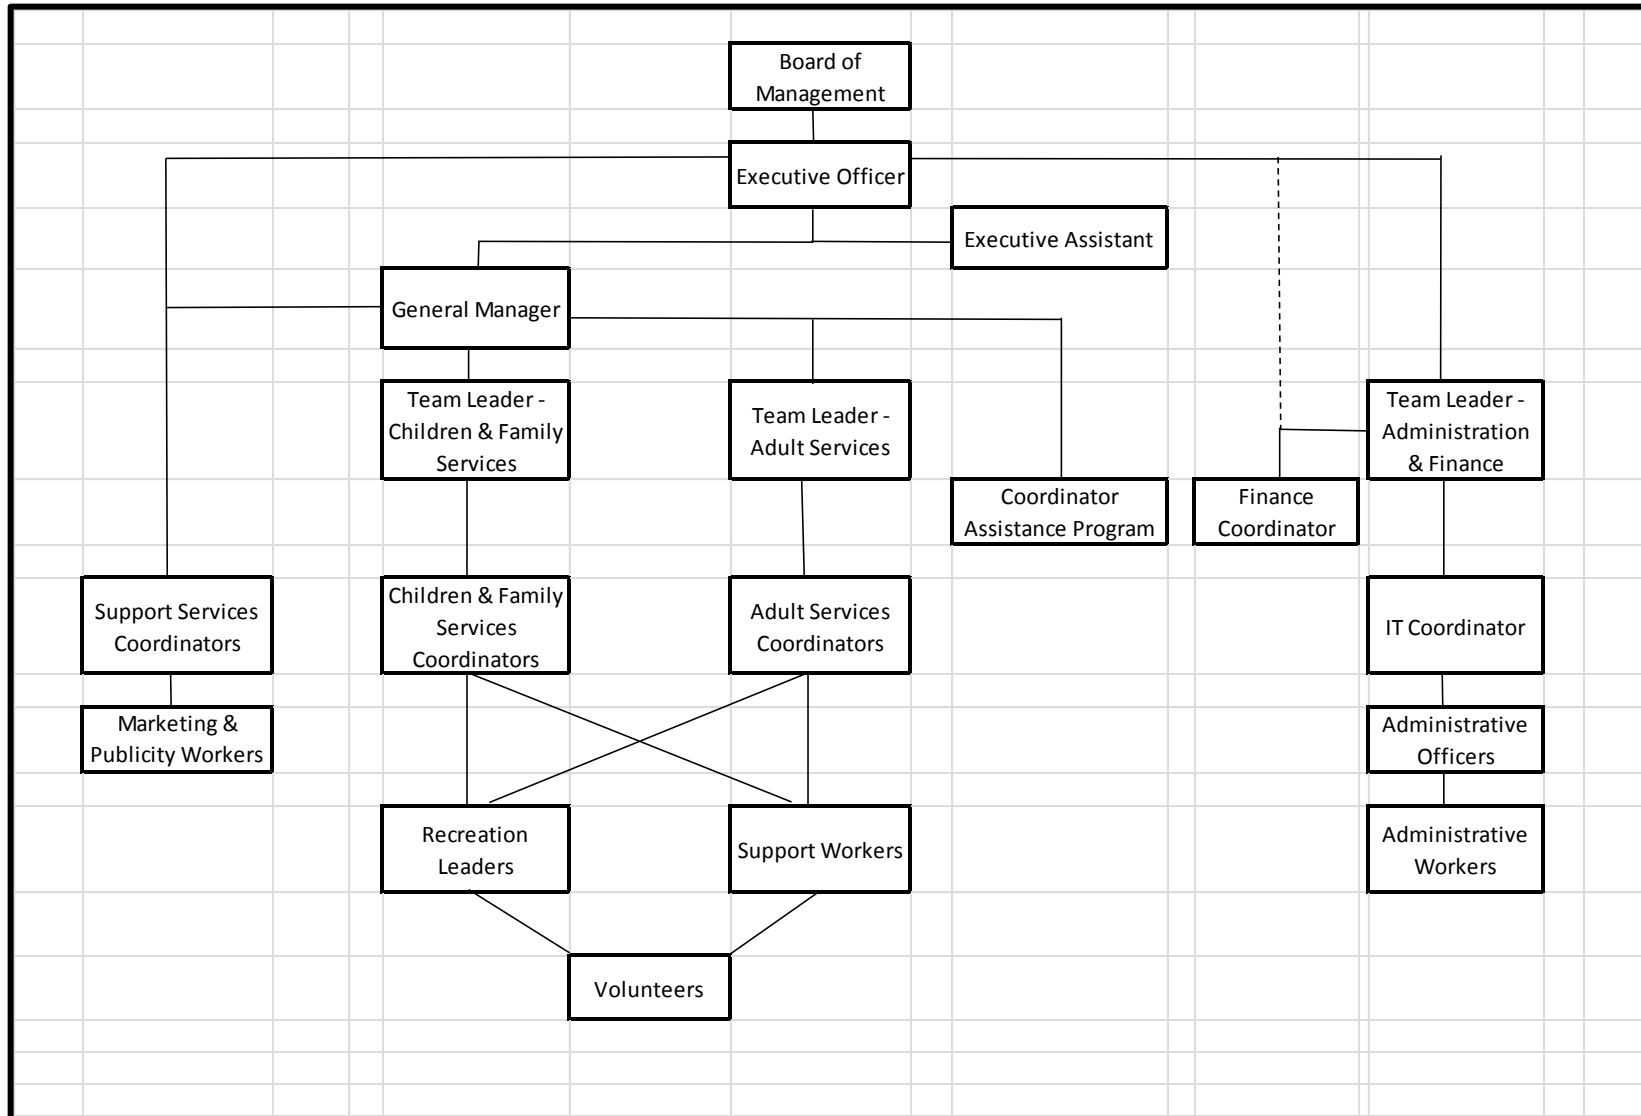 Board of
Management
Executive Officer
Executive Assistant
General Manager
Team Leader -
Children & Family
Services
Team Leader -
Adult Services
Team Leader -
Administration
& Finance
Coordinator
Assistance Program
Finance
Coordinator
Support Services
Coordinators
Children & Family
Services
Coordinators
Adult Services
Coordinators
IT Coordinator
Marketing &
Publicity Workers
Administrative
Officers
Recreation
Leaders
Support Workers
Administrative
Workers
Volunteers